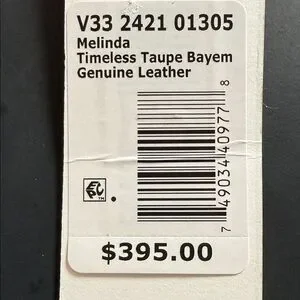 V33 2421 01305
Melinda
Timeless Taupe Bayem
Genuine Leather
7 49034 40977 8
$395.00